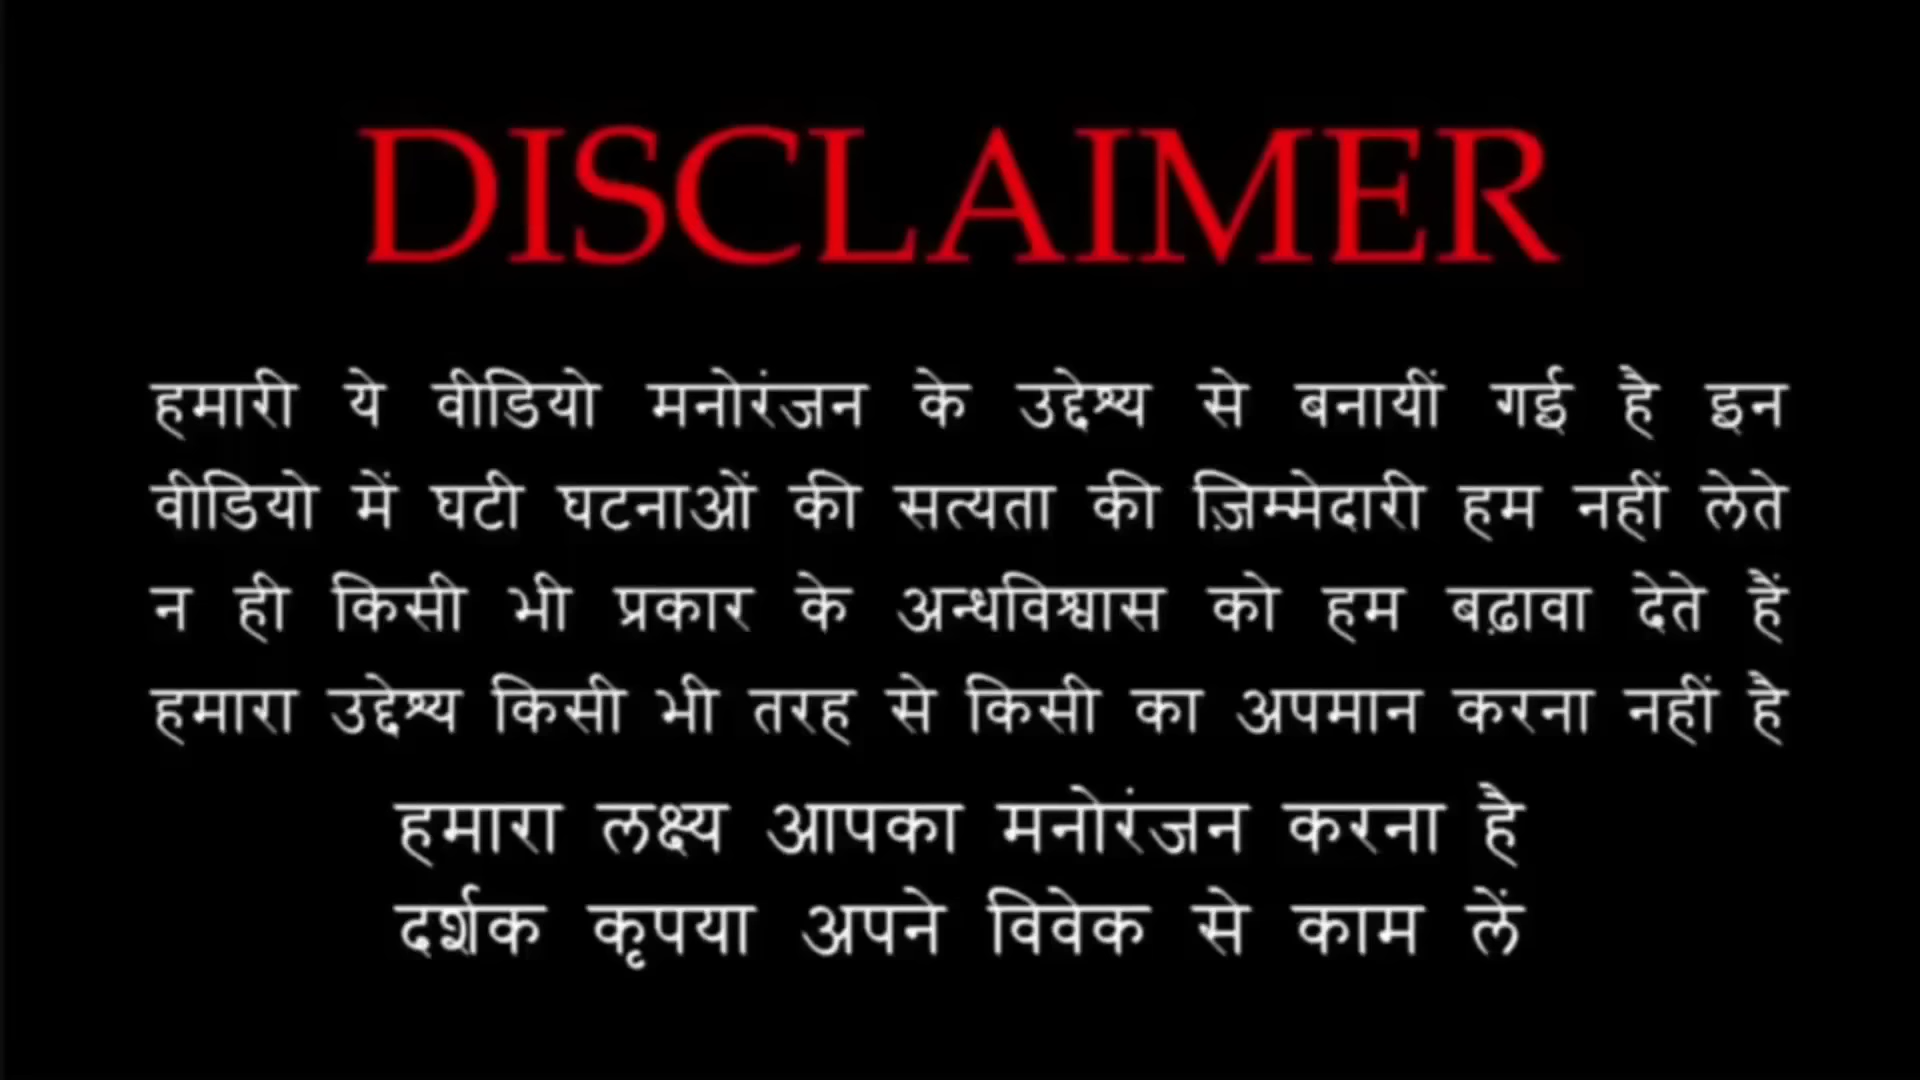 DISCLAIMER
हमारी ये वीडियो मनोरंजन के उद्देश्य से बनायीं गई है इन
वीडियो में घटी घटनाओं की सत्यता की ज़िम्मेदारी हम नहीं लेते
न ही किसी भी प्रकार के अन्धविश्वास को हम बढ़ावा देते हैं
हमारा उद्देश्य किसी भी तरह से किसी का अपमान करना नहीं है
हमारा लक्ष्य आपका मनोरंजन करना है
दर्शक कृपया अपने विवेक से काम लें